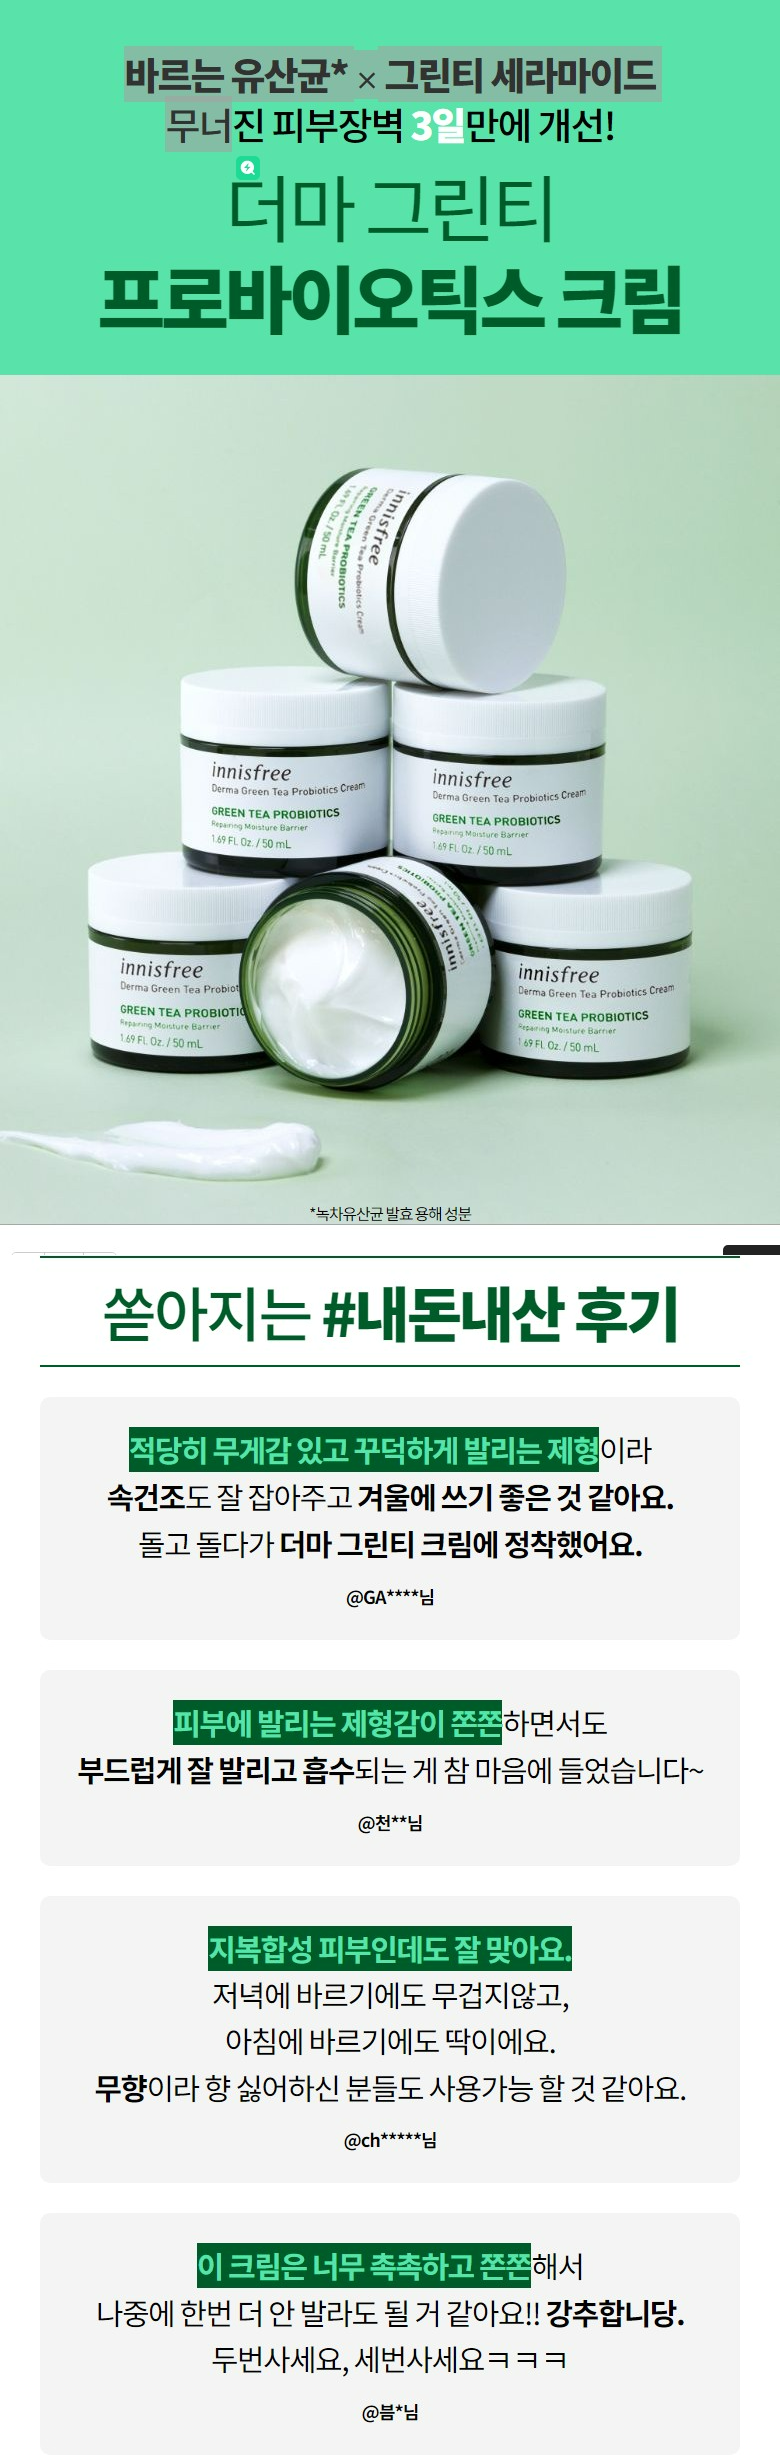 바르는 유산균* × 그린티 세라마이드
무너진 피부장벽 3일만에 개선!
더마 그린티
프로바이오틱스 크림
innisfree
Derma Green Tea Probiotics Cream
GREEN TEA PROBIOTICS
Repairing Moisture Barrier
1.69 FL Oz. / 50 mL
innisfree
Derma Green Tea Probiotics Cream
GREEN TEA PROBIOTICS
Repairing Moisture Barrier
1.69 Fl. Oz. / 50 mL
innisfree
Derma Green Tea Probiotics Cream
GREEN TEA PROBIOTICS
Repairing Moisture Barrier
1.69 FL Oz. / 50 mL
innisfree
Derma Green Tea Probiot
GREEN TEA PROBIOTIC
Repairing Moisture Barrier
1.69 Fl. Oz. / 50 mL
innisfree
GREEN TEA PROBIOTICS
innisfree
Derma Green Tea Probiotics Cream
GREEN TEA PROBIOTICS
Repairing Moisture Barrier
1.69 Fl. Oz. / 50 mL
*녹차유산균 발효 용해 성분
쏟아지는 #내돈내산 후기
적당히 무게감 있고 꾸덕하게 발리는 제형이라
속건조도 잘 잡아주고 겨울에 쓰기 좋은 것 같아요.
돌고 돌다가 더마 그린티 크림에 정착했어요.
@GA****님
피부에 발리는 제형감이 쫀쫀하면서도
부드럽게 잘 발리고 흡수되는 게 참 마음에 들었습니다~
@천**님
지복합성 피부인데도 잘 맞아요.
저녁에 바르기에도 무겁지않고,
아침에 바르기에도 딱이에요.
무향이라 향 싫어하신 분들도 사용가능 할 것 같아요.
@ch*****님
이 크림은 너무 촉촉하고 쫀쫀해서
나중에 한번 더 안 발라도 될 거 같아요!! 강추합니당.
두번사세요, 세번사세요ㅋㅋㅋ
@븜*님